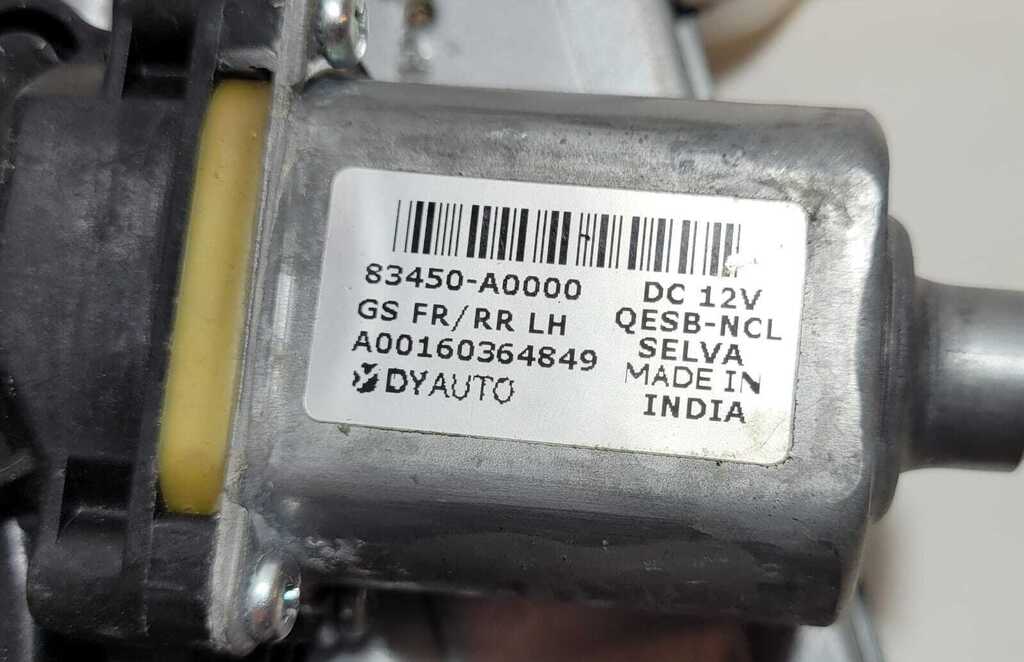 83450-A0000
GS FR/RR LH
A00160364849
DYAUTO
DC 12V
QESB-NCL
SELVA
MADE IN
INDIA